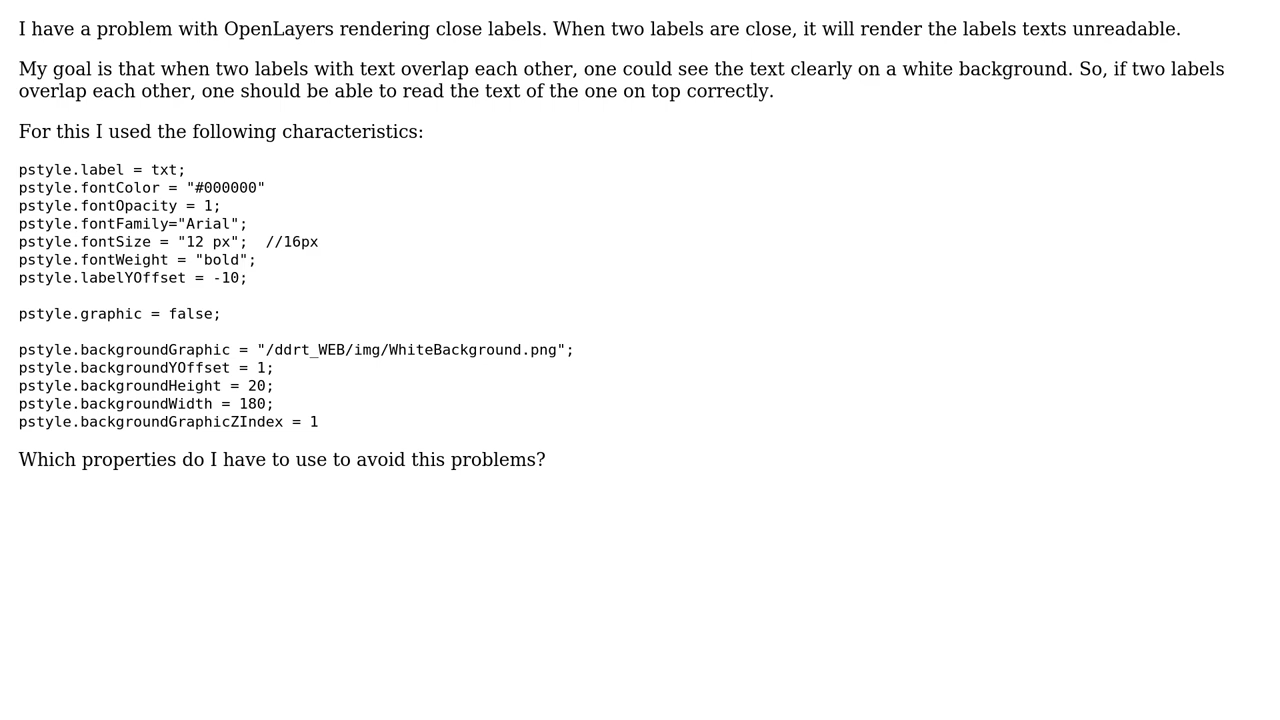 I have a problem with OpenLayers rendering close labels. When two labels are close, it will render the labels texts unreadable.
My goal is that when two labels with text overlap each other, one could see the text clearly on a white background. So, if two labels
overlap each other, one should be able to read the text of the one on top correctly.
For this I used the following characteristics:
pstyle.label = txt;
pstyle.fontColor = "#000000"
pstyle.fontOpacity = 1;
pstyle.fontFamily="Arial";
pstyle.fontSize = "12 px";  //16px
pstyle.fontWeight = "bold";
pstyle.labelYOffset = -10;
pstyle.graphic = false;
pstyle.backgroundGraphic = "/ddrt_WEB/img/WhiteBackground.png";
pstyle.backgroundYOffset = 1;
pstyle.backgroundHeight = 20;
pstyle.backgroundWidth = 180;
pstyle.backgroundGraphicZIndex = 1
Which properties do I have to use to avoid this problems?